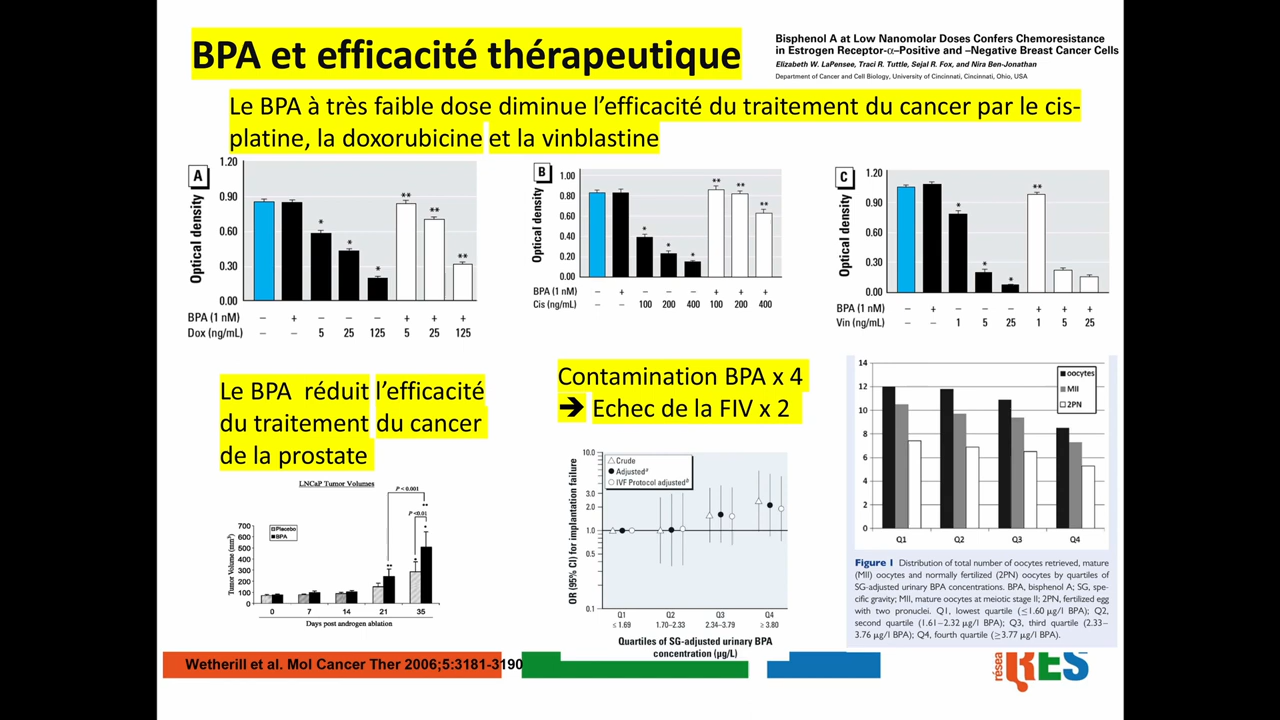 BPA et efficacité thérapeutique
Bisphenol A at Low Nanomolar Doses Confers Chemoresistance
in Estrogen Receptor-α–Positive and –Negative Breast Cancer Cells
Elizabeth W. LaPensee, Traci R. Tuttle, Sejal R. Fox, and Nira Ben-Jonathan
Department of Cancer and Cell Biology, University of Cincinnati, Cincinnati, Ohio, USA
Le BPA à très faible dose diminue l’efficacité du traitement du cancer par le cis-
platine, la doxorubicine et la vinblastine
A
Optical density
1.20
0.90
0.60
0.30
0.00
* * * ** ** **
BPA (1 nM) – + – – – + + +
Dox (ng/mL) – – 5 25 125 5 25 125
B
Optical density
1.00
0.80
0.60
0.40
0.20
0.00
* * * ** ** **
BPA (1 nM) – + – – – + + +
Cis (ng/mL) – – 100 200 400 100 200 400
C
Optical density
1.20
0.90
0.60
0.30
0.00
* * * **
BPA (1 nM) – + – – – + + +
Vin (ng/mL) – – 1 5 25 1 5 25
Le BPA réduit l’efficacité
du traitement du cancer
de la prostate
LNCaP Tumor Volumes
P < 0.001
**
P <0.01
*
** *
Placebo
BPA
Tumor Volume (mm³)
700
600
500
400
300
200
100
0
0 7 14 21 35
Days post androgen ablation
Contamination BPA x 4
➔ Echec de la FIV x 2
OR (95% CI) for implantation failure
10.0
3.0
2.0
1.0
0.5
0.1
Crude
Adjustedᵃ
IVF Protocol adjustedᵇ
Q1 Q2 Q3 Q4
≤ 1.69 1.70–2.33 2.34–3.79 ≥ 3.80
Quartiles of SG-adjusted urinary BPA
concentration (μg/L)
14
12
10
8
6
4
2
0
oocytes
MII
2PN
Q1 Q2 Q3 Q4
Figure 1 Distribution of total number of oocytes retrieved, mature
(MII) oocytes and normally fertilized (2PN) oocytes by quartiles of
SG-adjusted urinary BPA concentrations. BPA, bisphenol A; SG, spe-
cific gravity; MII, mature oocytes at meiotic stage II; 2PN, fertilized egg
with two pronuclei. Q1, lowest quartile (≤1.60 μg/l BPA); Q2,
second quartile (1.61–2.32 μg/l BPA); Q3, third quartile (2.33–
3.76 μg/l BPA); Q4, fourth quartile (≥3.77 μg/l BPA).
Wetherill et al. Mol Cancer Ther 2006;5:3181-3190
résea
RES